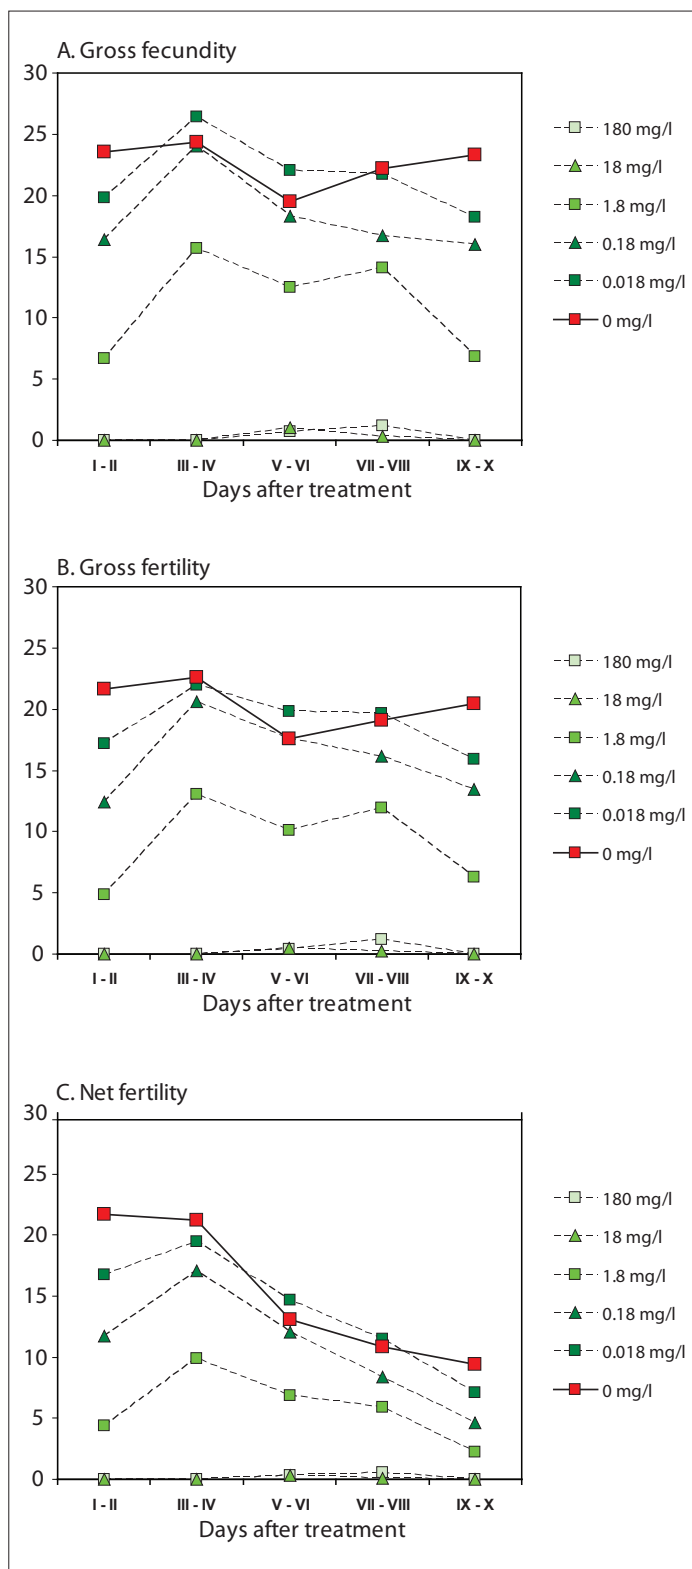 A. Gross fecundity
30
25
20
15
10
5
0
I - II III - IV V - VI VII - VIII IX - X
Days after treatment
180 mg/l
18 mg/l
1.8 mg/l
0.18 mg/l
0.018 mg/l
0 mg/l
B. Gross fertility
30
25
20
15
10
5
0
I - II III - IV V - VI VII - VIII IX - X
Days after treatment
180 mg/l
18 mg/l
1.8 mg/l
0.18 mg/l
0.018 mg/l
0 mg/l
C. Net fertility
30
25
20
15
10
5
0
I - II III - IV V - VI VII - VIII IX - X
Days after treatment
180 mg/l
18 mg/l
1.8 mg/l
0.18 mg/l
0.018 mg/l
0 mg/l